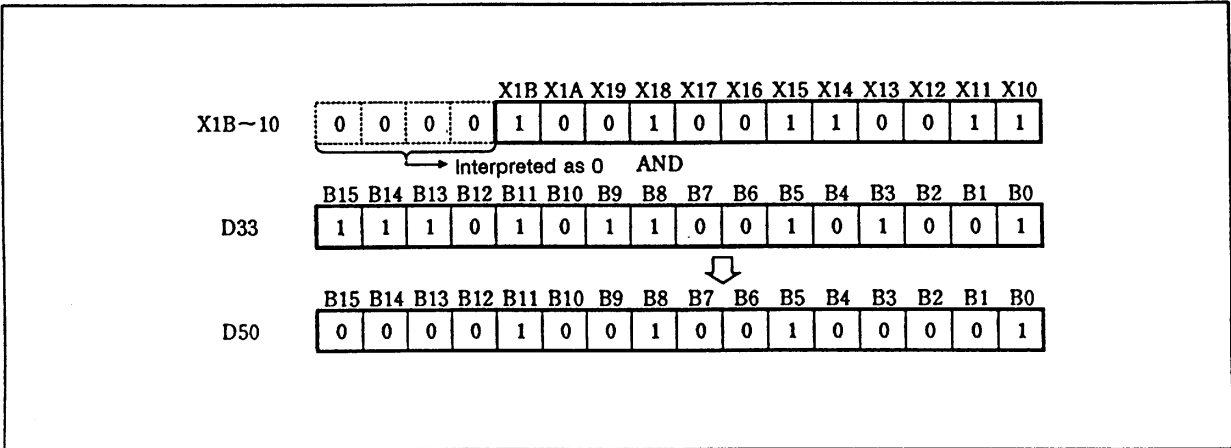 X1B X1A X19 X18 X17 X16 X15 X14 X13 X12 X11 X10
X1B~10 0 0 0 0 1 0 0 1 0 0 1 1 0 0 1 1
Interpreted as 0 AND
B15 B14 B13 B12 B11 B10 B9 B8 B7 B6 B5 B4 B3 B2 B1 B0
D33 1 1 1 0 1 0 1 1 0 0 1 0 1 0 0 1
B15 B14 B13 B12 B11 B10 B9 B8 B7 B6 B5 B4 B3 B2 B1 B0
D50 0 0 0 0 1 0 0 1 0 0 1 0 0 0 0 1